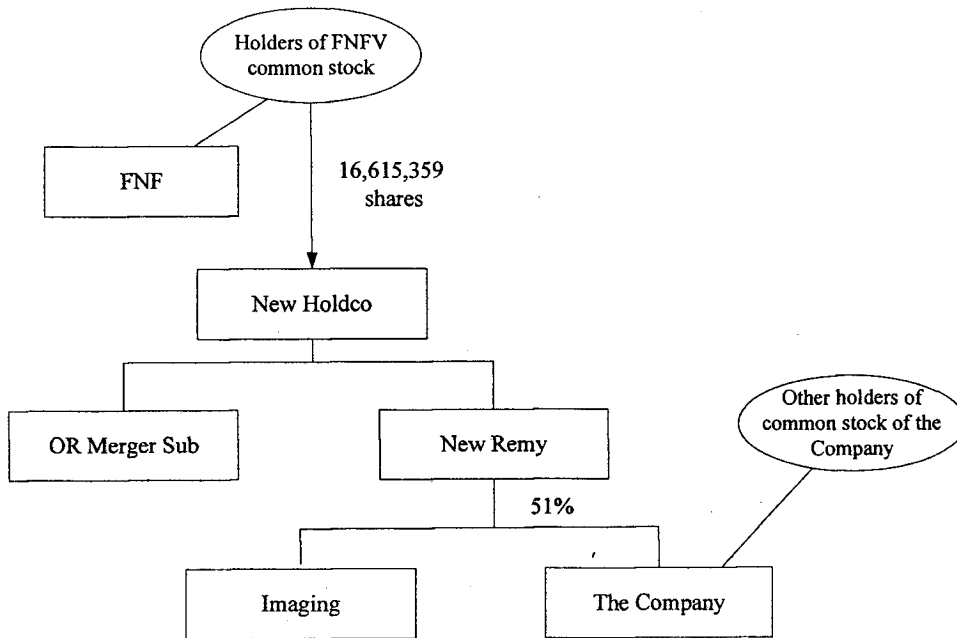 Holders of FNFV
common stock
FNF
16,615,359
shares
New Holdco
OR Merger Sub
New Remy
Other holders of
common stock of the
Company
51%
Imaging
The Company